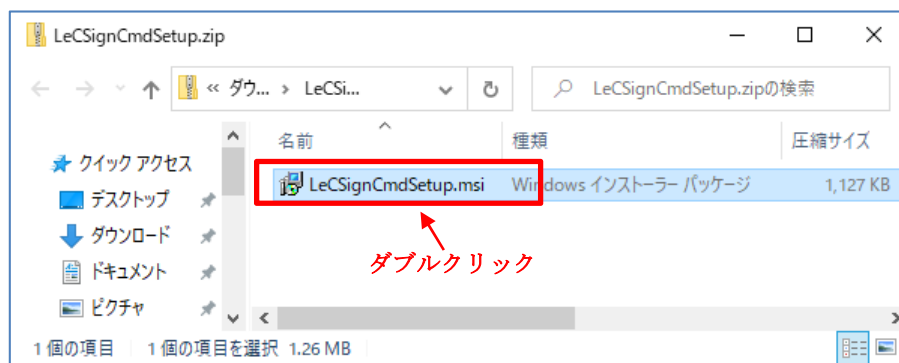 LeCSignCmdSetup.zip
« ダウ... › LeCSi...
LeCSignCmdSetup.zipの検索
名前 種類 圧縮サイズ
クイック アクセス
LeCSignCmdSetup.msi Windows インストーラー パッケージ 1,127 KB
デスクトップ
ダウンロード
ダブルクリック
ドキュメント
ピクチャ
1 個の項目 1 個の項目を選択 1.26 MB